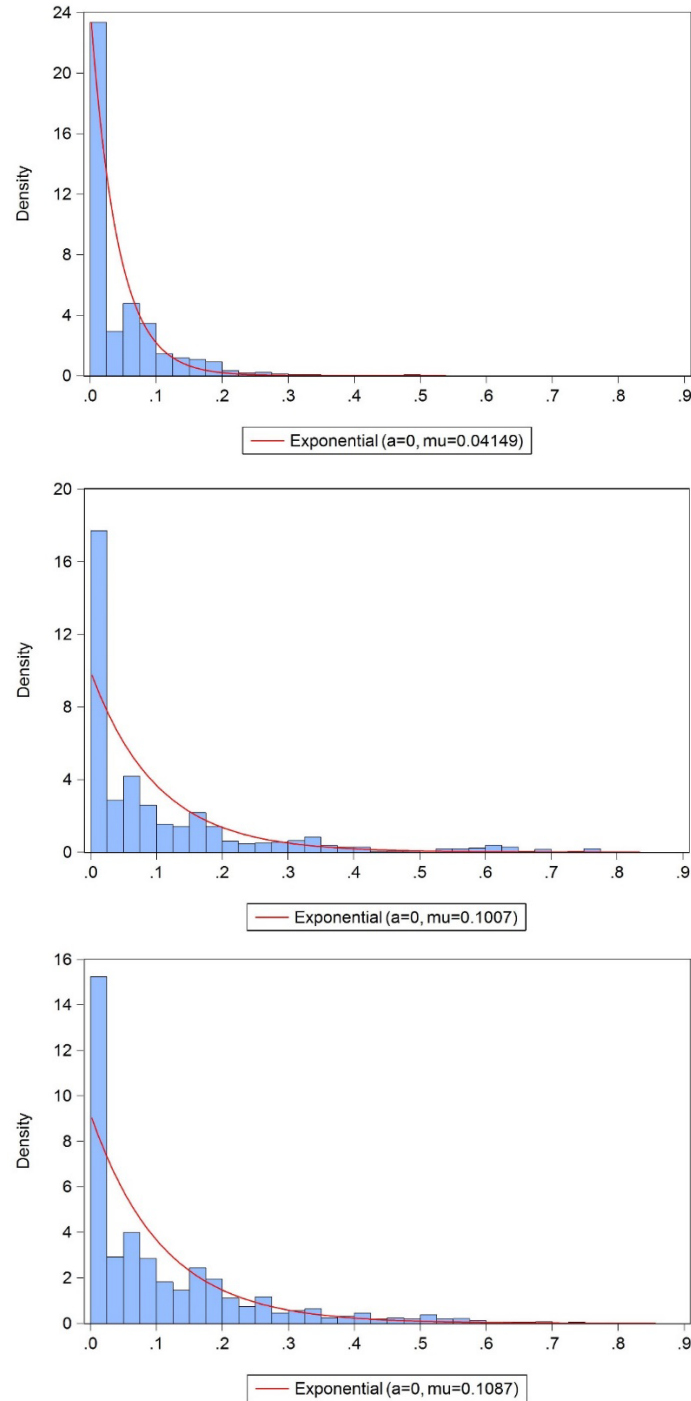 24
20
16
12
8
4
0
Density
.0 .1 .2 .3 .4 .5 .6 .7 .8 .9
Exponential (a=0, mu=0.04149)
20
16
12
8
4
0
Density
.0 .1 .2 .3 .4 .5 .6 .7 .8 .9
Exponential (a=0, mu=0.1007)
16
14
12
10
8
6
4
2
0
Density
.0 .1 .2 .3 .4 .5 .6 .7 .8 .9
Exponential (a=0, mu=0.1087)